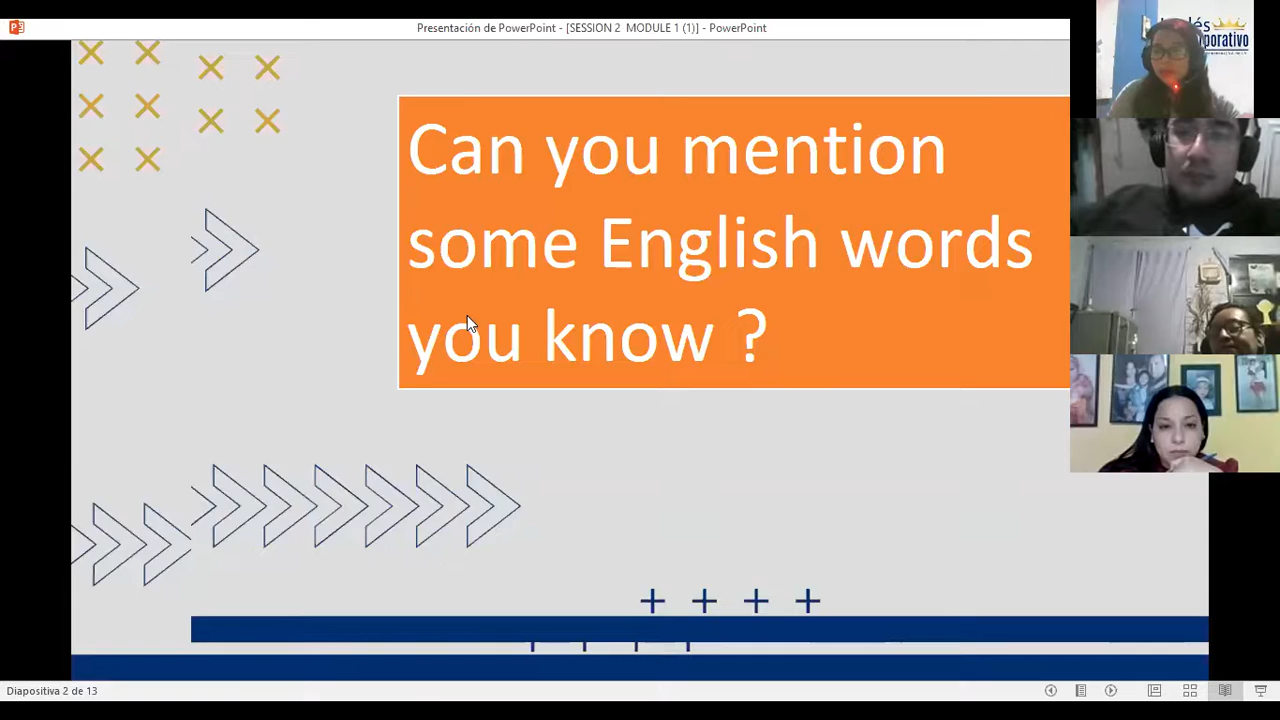 Presentación de PowerPoint - [SESSION 2 MODULE 1 (1)] - PowerPoint
Can you mention
some English words
you know ?
Diapositiva 2 de 13